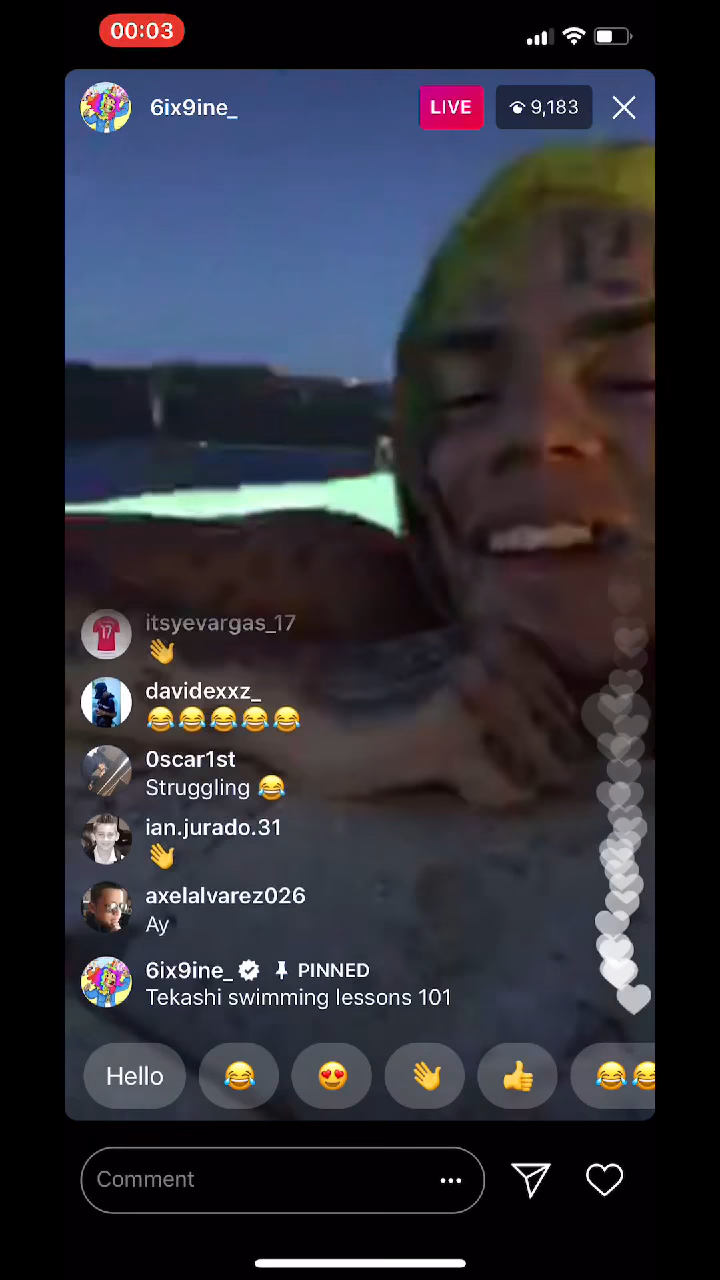 00:03
6ix9ine_
LIVE
9,183
itsyevargas_17
👋
davidexxz_
😂😂😂😂😂
0scar1st
Struggling 😂
ian.jurado.31
👋
axelalvarez026
Ay
6ix9ine_ PINNED
Tekashi swimming lessons 101
Hello 😂 😍 👋 👍 😂😂
Comment